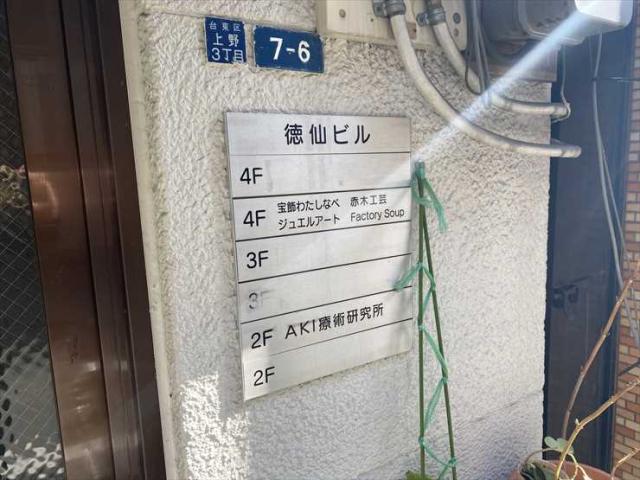 台東区
上野
3丁目
7-6
徳仙ビル
4F
4F 宝飾わたしなべ 赤木工芸
ジュエルアート Factory Soup
3F
3F
2F AKI療術研究所
2F